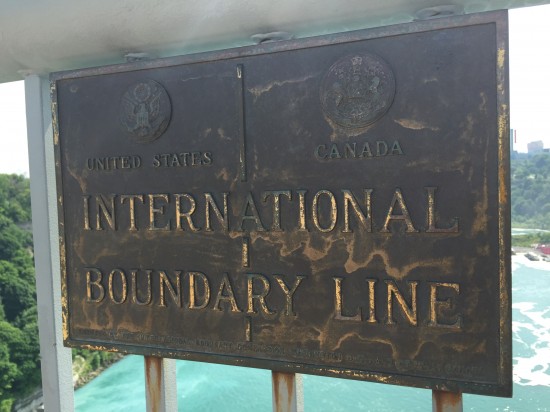 UNITED STATES CANADA
INTERNATIONAL
BOUNDARY LINE